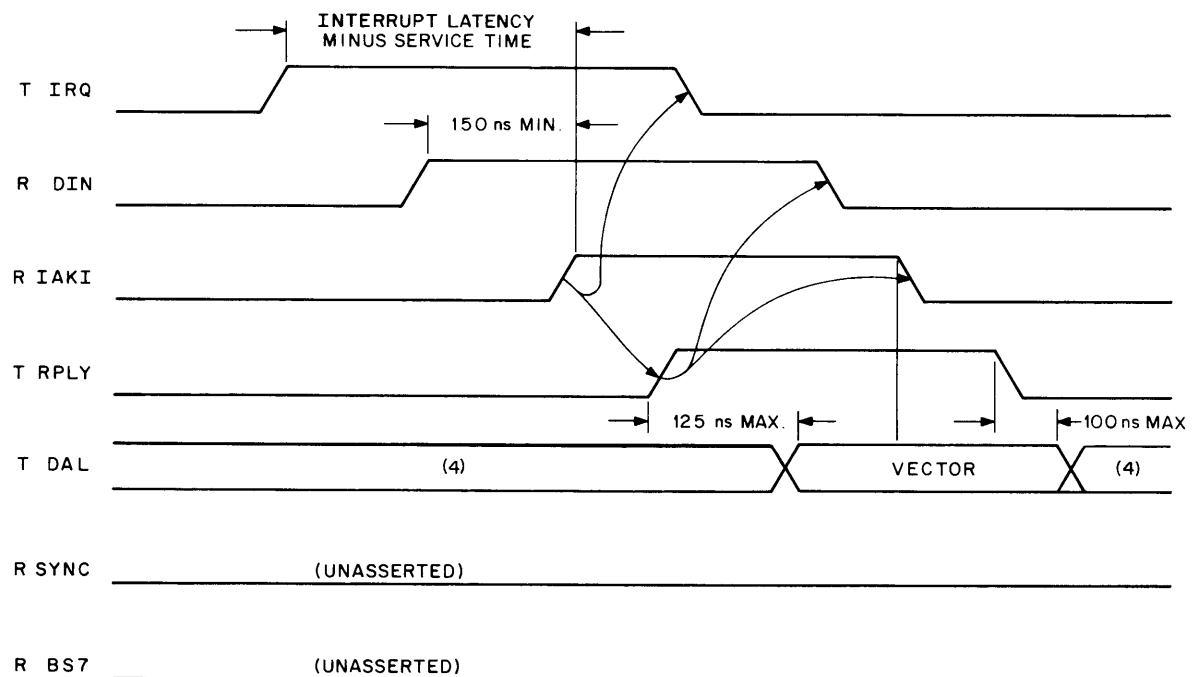 INTERRUPT LATENCY
MINUS SERVICE TIME
T IRQ
150 ns MIN.
R DIN
R IAKI
T RPLY
125 ns MAX.
100 ns MAX
T DAL
(4)
VECTOR
(4)
R SYNC
(UNASSERTED)
R BS7
(UNASSERTED)